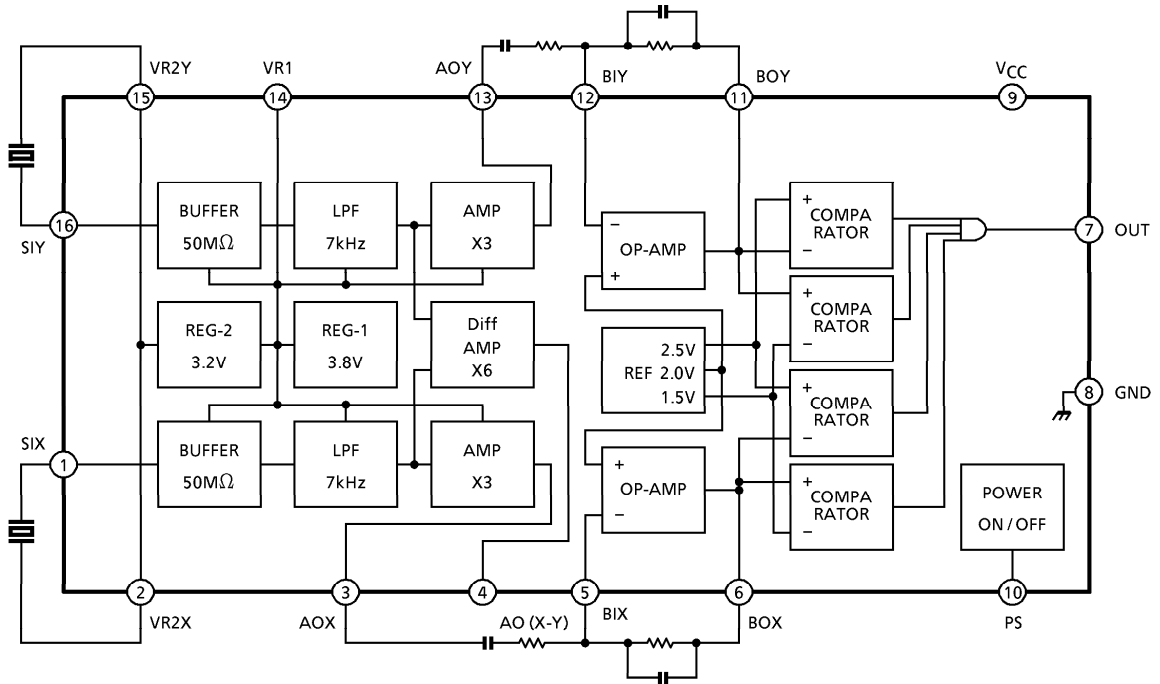 VR2Y
VR1
AOY
BIY
BOY
VCC
15
14
13
12
11
9
16
SIY
BUFFER
50MΩ
LPF
7kHz
AMP
X3
−
OP-AMP
+
+
COMPA
RATOR
−
7
OUT
REG-2
3.2V
REG-1
3.8V
Diff
AMP
X6
2.5V
REF 2.0V
1.5V
+
COMPA
RATOR
−
8
GND
SIX
1
BUFFER
50MΩ
LPF
7kHz
AMP
X3
+
OP-AMP
−
+
COMPA
RATOR
−
+
COMPA
RATOR
−
POWER
ON / OFF
2
3
4
5
6
10
VR2X
AOX
AO (X-Y)
BIX
BOX
PS